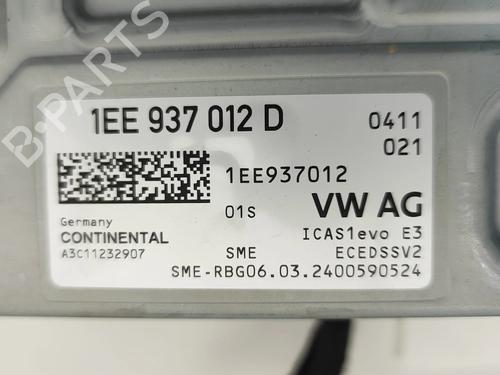 B-PARTS
1EE 937 012 D
0411
021
1EE937012
01S
VW AG
Germany
CONTINENTAL
A3C11232907
ICAS1evo E3
SME
ECEDSSV2
SME-RBG06.03.2400590524